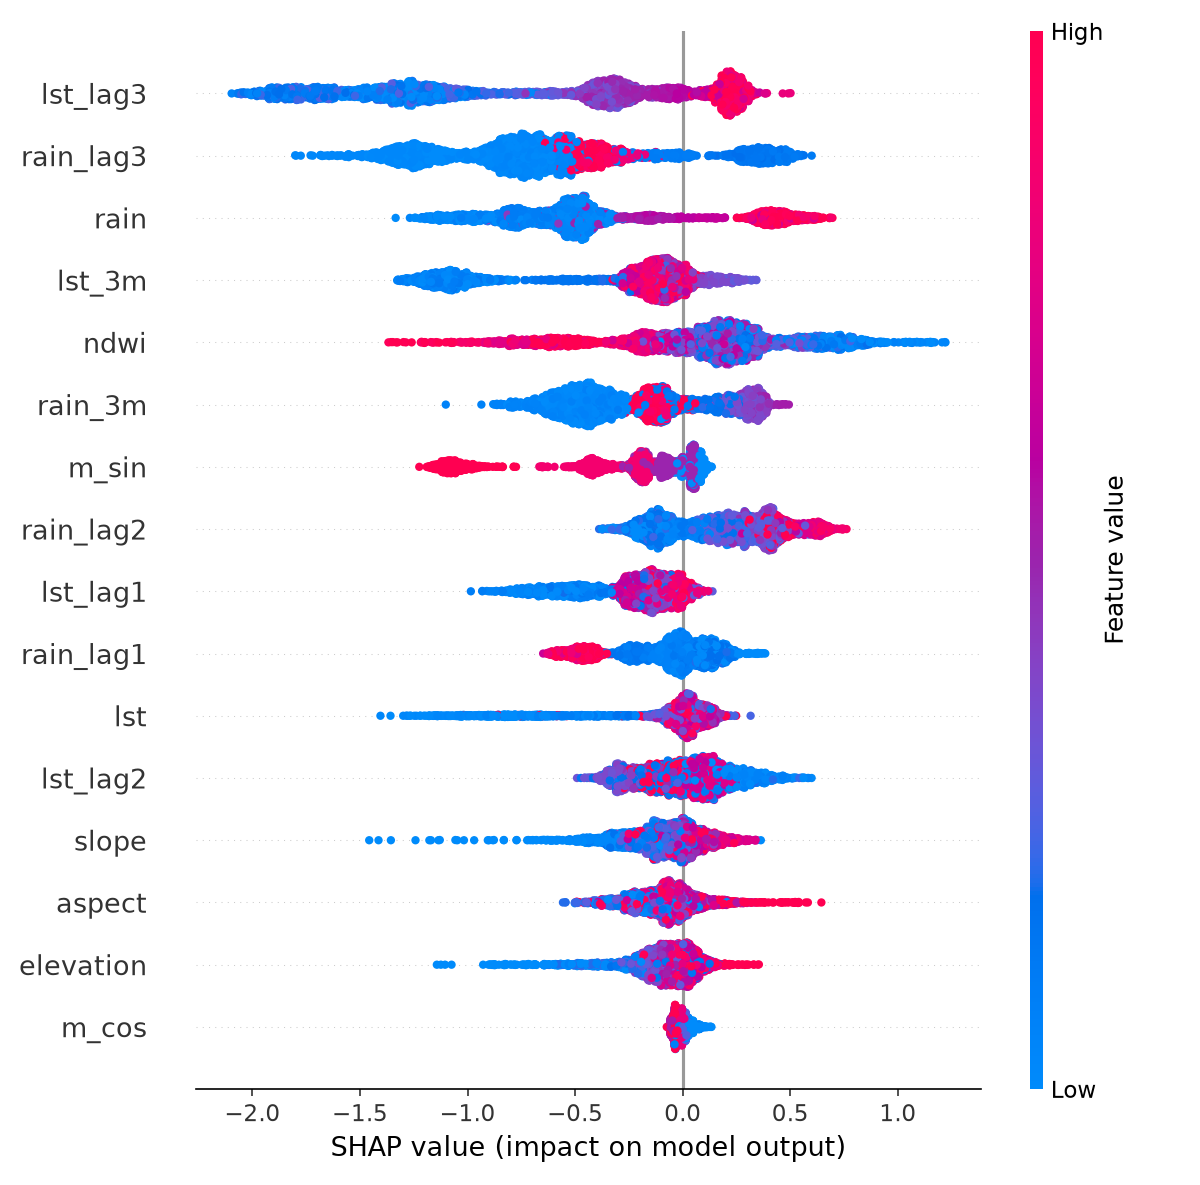 High
lst_lag3
rain_lag3
rain
lst_3m
ndwi
rain_3m
m_sin
rain_lag2
lst_lag1
rain_lag1
lst
lst_lag2
slope
aspect
elevation
m_cos
Feature value
Low
−2.0 −1.5 −1.0 −0.5 0.0 0.5 1.0
SHAP value (impact on model output)